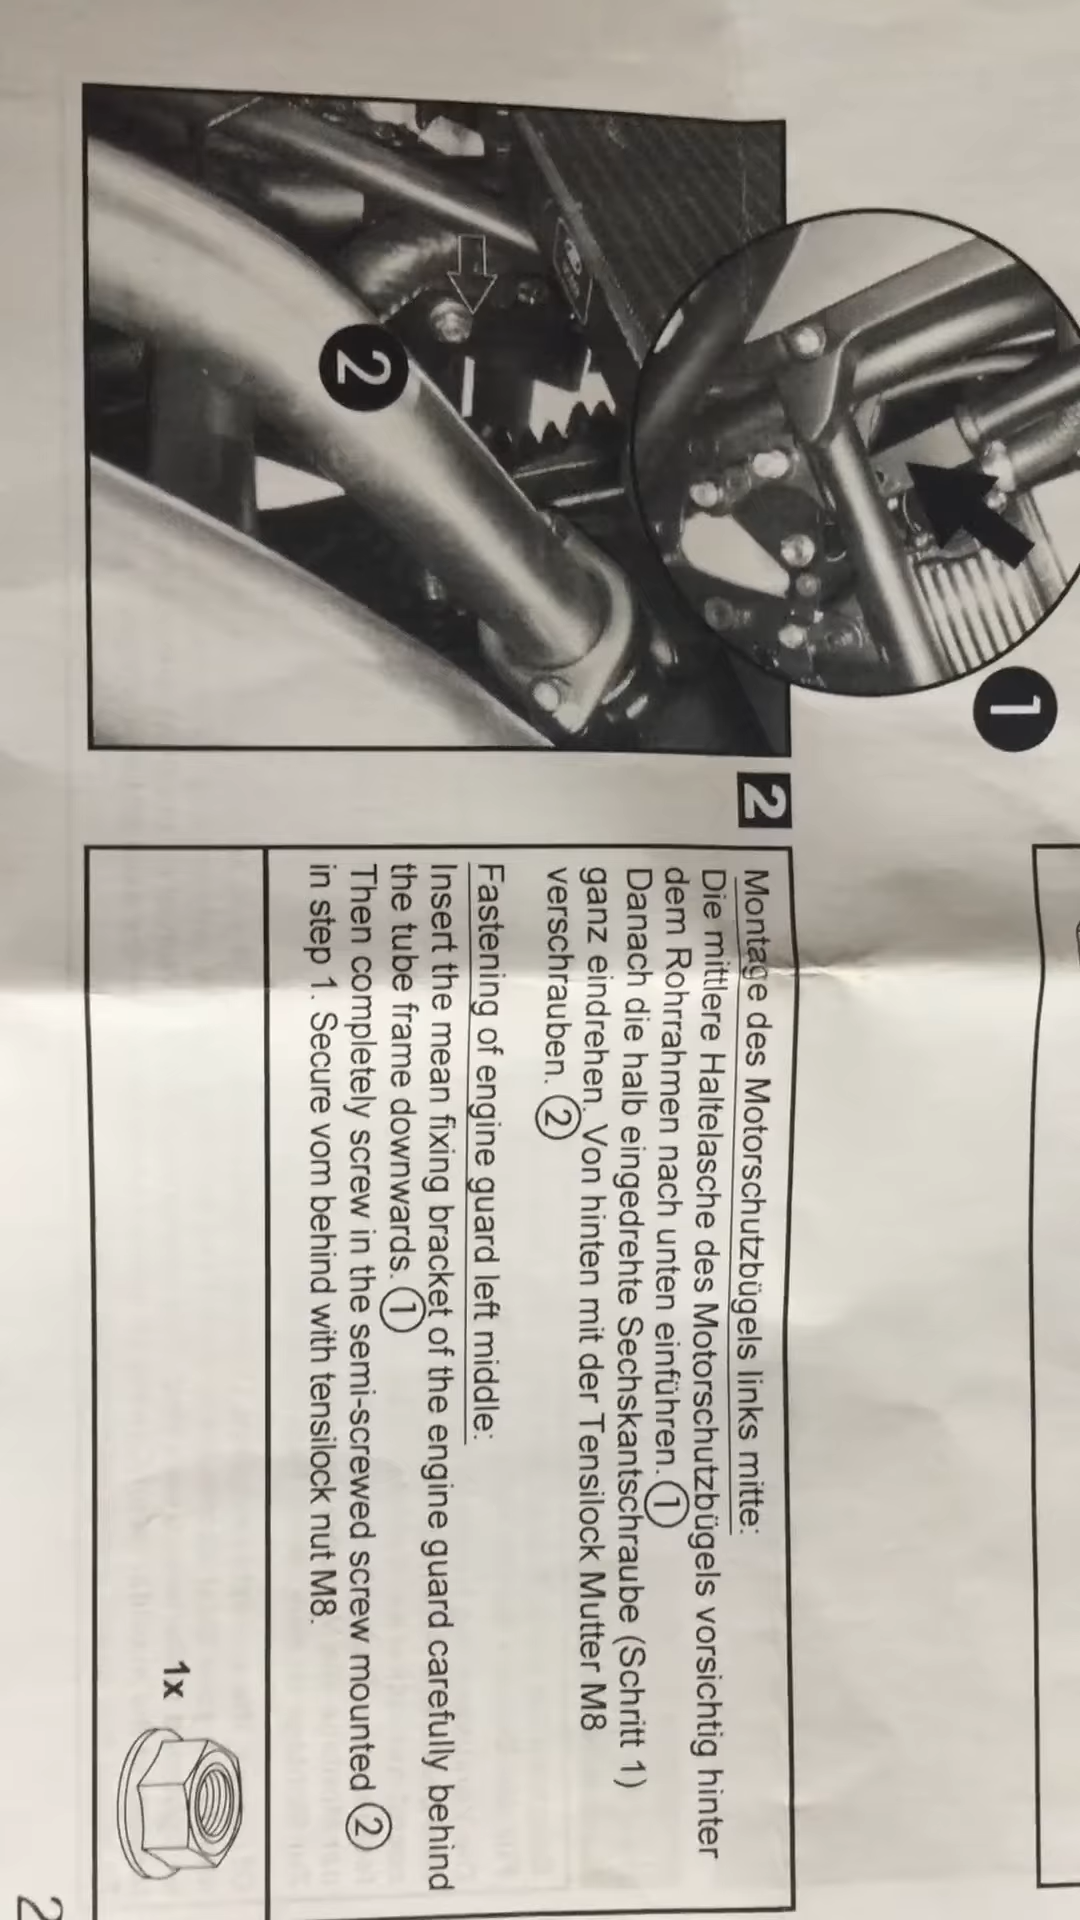 1
2
2
Montage des Motorschutzbügels links mitte:
Die mittlere Haltelasche des Motorschutzbügels vorsichtig hinter
dem Rohrrahmen nach unten einführen. ①
Danach die halb eingedrehte Sechskantschraube (Schritt 1)
ganz eindrehen. Von hinten mit der Tensilock Mutter M8
verschrauben. ②
Fastening of engine guard left middle:
Insert the mean fixing bracket of the engine guard carefully behind
the tube frame downwards. ①
Then completely screw in the semi-screwed screw mounted ②
in step 1. Secure vom behind with tensilock nut M8.
1x
2